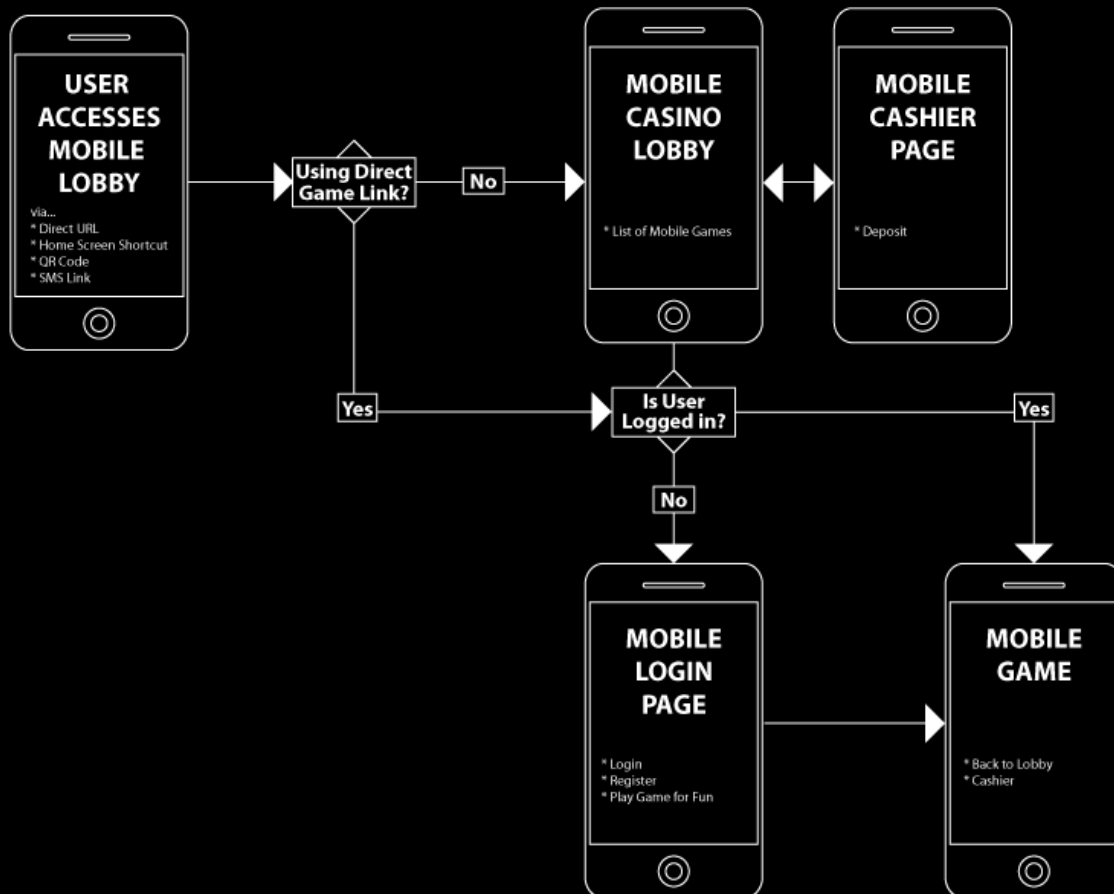 USER
ACCESSES
MOBILE
LOBBY
via...
* Direct URL
* Home Screen Shortcut
* QR Code
* SMS Link
Using Direct
Game Link?
No
MOBILE
CASINO
LOBBY
* List of Mobile Games
MOBILE
CASHIER
PAGE
* Deposit
Yes
Is User
Logged in?
Yes
No
MOBILE
LOGIN
PAGE
* Login
* Register
* Play Game for Fun
MOBILE
GAME
* Back to Lobby
* Cashier